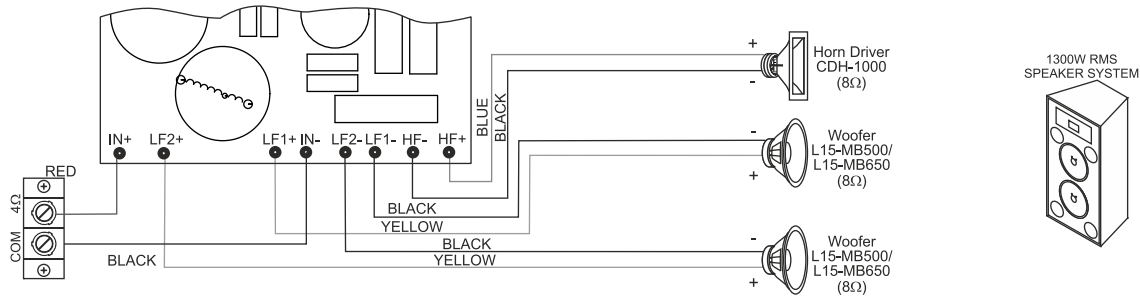 IN+ LF2+ LF1+ IN- LF2- LF1- HF- HF+
RED
4Ω
COM
BLACK
BLUE
BLACK
BLACK
YELLOW
BLACK
YELLOW
+
-
Horn Driver
CDH-1000
(8Ω)
-
+
Woofer
L15-MB500/
L15-MB650
(8Ω)
-
+
Woofer
L15-MB500/
L15-MB650
(8Ω)
1300W RMS
SPEAKER SYSTEM